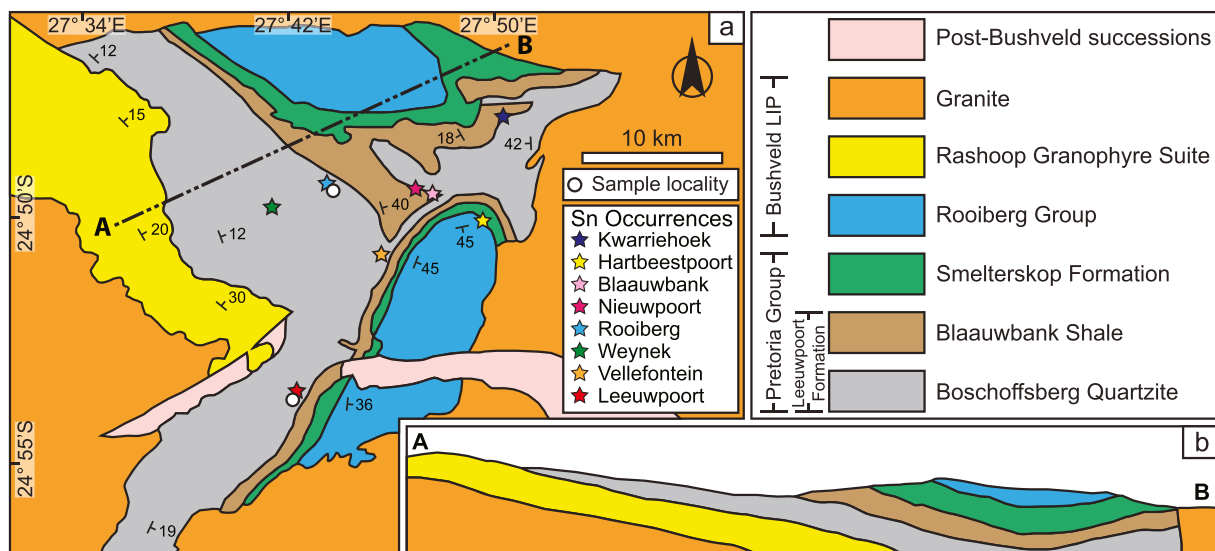 27°34'E
27°42'E
27°50'E
a
12
B
15
18
42
10 km
Sample locality
24°50'S
A
20
12
40
45
45
30
Sn Occurrences
Kwarriehoek
Hartbeestpoort
Blaauwbank
Nieuwpoort
Rooiberg
Weynek
Vellefontein
Leeuwpoort
36
24°55'S
19
Post-Bushveld successions
Bushveld LIP
Granite
Rashoop Granophyre Suite
Rooiberg Group
Pretoria Group
Smelterskop Formation
Leeuwpoort
Formation
Blaauwbank Shale
Boschoffsberg Quartzite
A
b
B